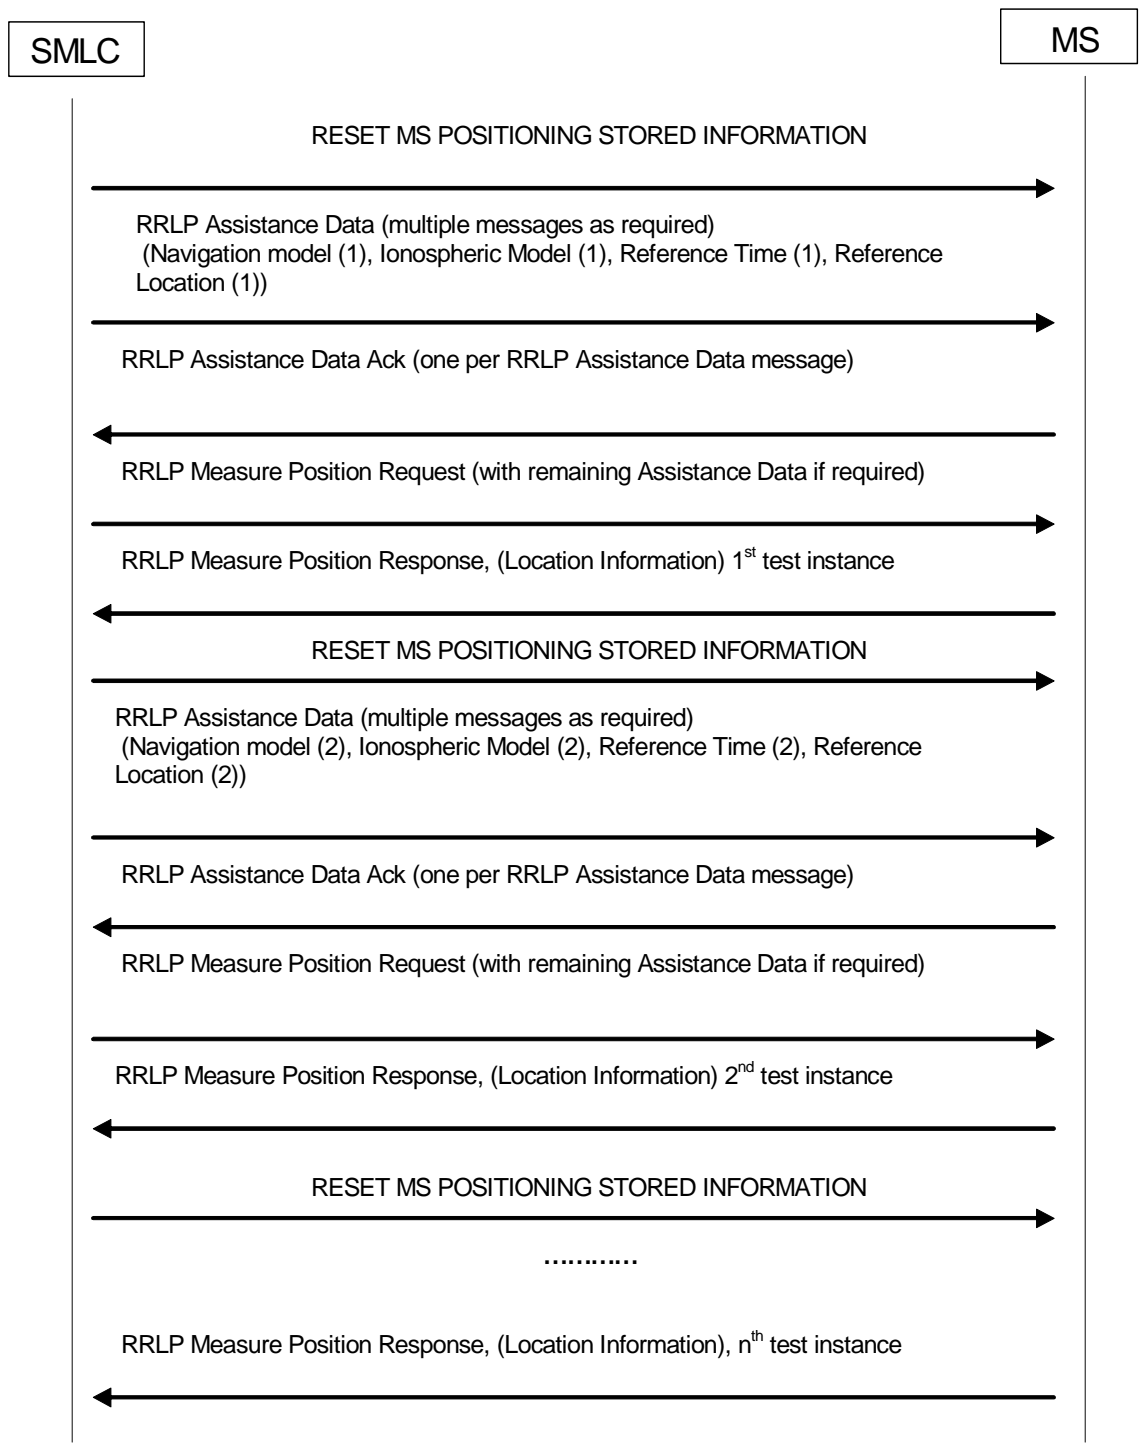 SMLC
MS
RESET MS POSITIONING STORED INFORMATION
RRLP Assistance Data (multiple messages as required)
(Navigation model (1), Ionospheric Model (1), Reference Time (1), Reference
Location (1))
RRLP Assistance Data Ack (one per RRLP Assistance Data message)
RRLP Measure Position Request (with remaining Assistance Data if required)
RRLP Measure Position Response, (Location Information) 1st test instance
RESET MS POSITIONING STORED INFORMATION
RRLP Assistance Data (multiple messages as required)
(Navigation model (2), Ionospheric Model (2), Reference Time (2), Reference
Location (2))
RRLP Assistance Data Ack (one per RRLP Assistance Data message)
RRLP Measure Position Request (with remaining Assistance Data if required)
RRLP Measure Position Response, (Location Information) 2nd test instance
RESET MS POSITIONING STORED INFORMATION
…………
RRLP Measure Position Response, (Location Information), nth test instance